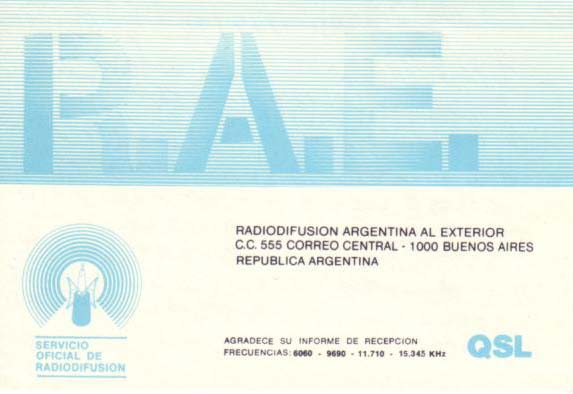 R.A.E.
RADIODIFUSION ARGENTINA AL EXTERIOR
C.C. 555 CORREO CENTRAL - 1000 BUENOS AIRES
REPUBLICA ARGENTINA
SERVICIO
OFICIAL DE
RADIODIFUSION
AGRADECE SU INFORME DE RECEPCION
FRECUENCIAS: 6060 - 9690 - 11.710 - 15.345 KHz
QSL